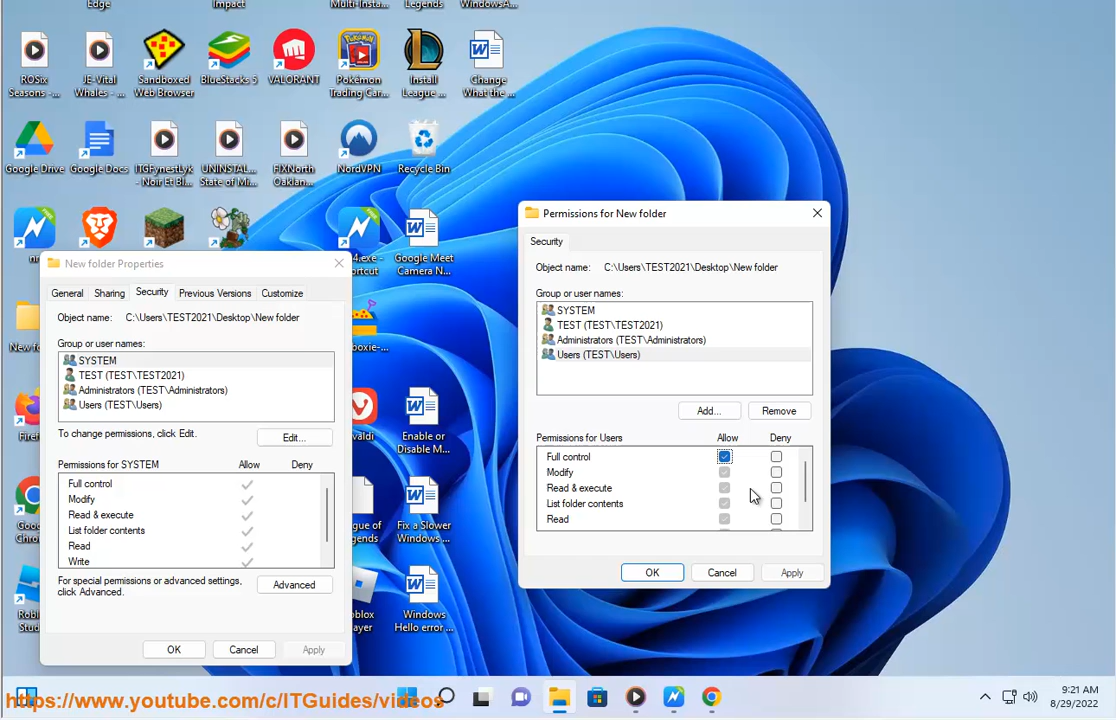 Edge
Impact
Multi-Insta...
Legends
WindowsA...
ROSix
Seasons - ...
JE-Vital
Whales - ...
Sandboxed
Web Browser
BlueStacks 5
VALORANT
Pokémon
Trading Car...
Install
League ...
Change
What the ...
Google Drive
Google Docs
ITGFynestLyk
- Noir Et Bl...
UNINSTAL...
State of Mi...
FIXNorth
Oaklan...
NordVPN
Recycle Bin
Google Meet
Camera N...
Enable or
Disable M...
Fix a Slower
Windows ...
Windows
Hello error ...
New folder Properties
General
Sharing
Security
Previous Versions
Customize
Object name: C:\Users\TEST2021\Desktop\New folder
Group or user names:
SYSTEM
TEST (TEST\TEST2021)
Administrators (TEST\Administrators)
Users (TEST\Users)
To change permissions, click Edit.
Edit...
Permissions for SYSTEM Allow Deny
Full control
Modify
Read & execute
List folder contents
Read
Write
For special permissions or advanced settings,
click Advanced.
Advanced
OK
Cancel
Apply
Permissions for New folder
Security
Object name: C:\Users\TEST2021\Desktop\New folder
Group or user names:
SYSTEM
TEST (TEST\TEST2021)
Administrators (TEST\Administrators)
Users (TEST\Users)
Add...
Remove
Permissions for Users Allow Deny
Full control
Modify
Read & execute
List folder contents
Read
OK
Cancel
Apply
https://www.youtube.com/c/ITGuides/videos
9:21 AM
8/29/2022